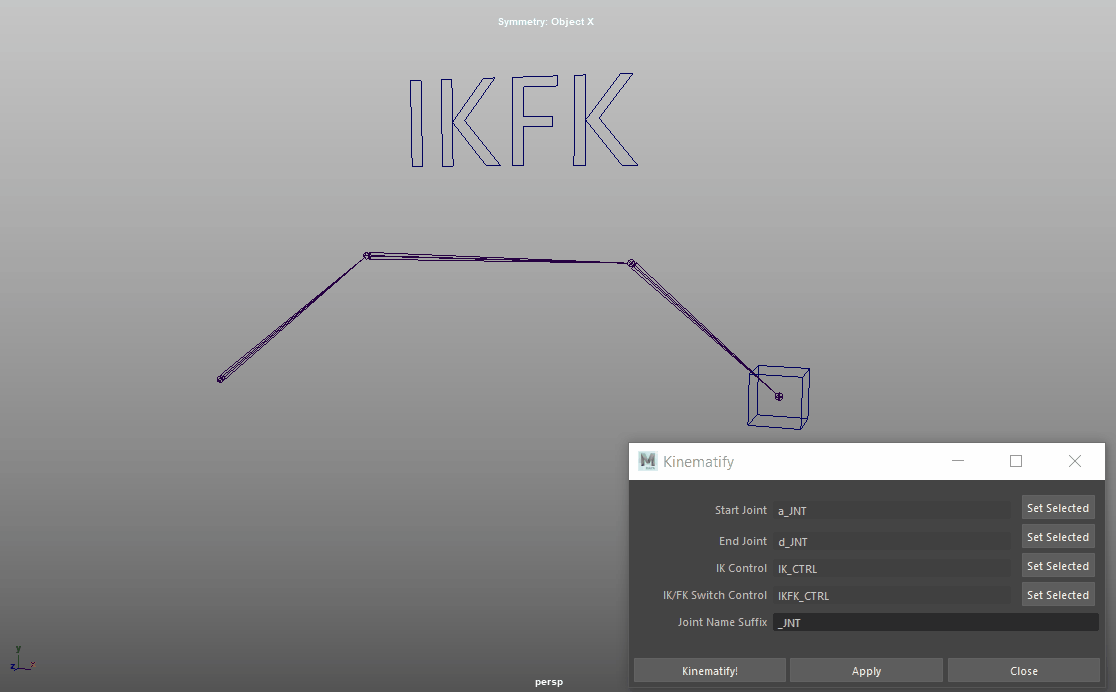 Symmetry: Object X
IKFK
Kinematify
Start Joint a_JNT Set Selected
End Joint d_JNT Set Selected
IK Control IK_CTRL Set Selected
IK/FK Switch Control IKFK_CTRL Set Selected
Joint Name Suffix _JNT
Kinematify! Apply Close
y
z x
persp